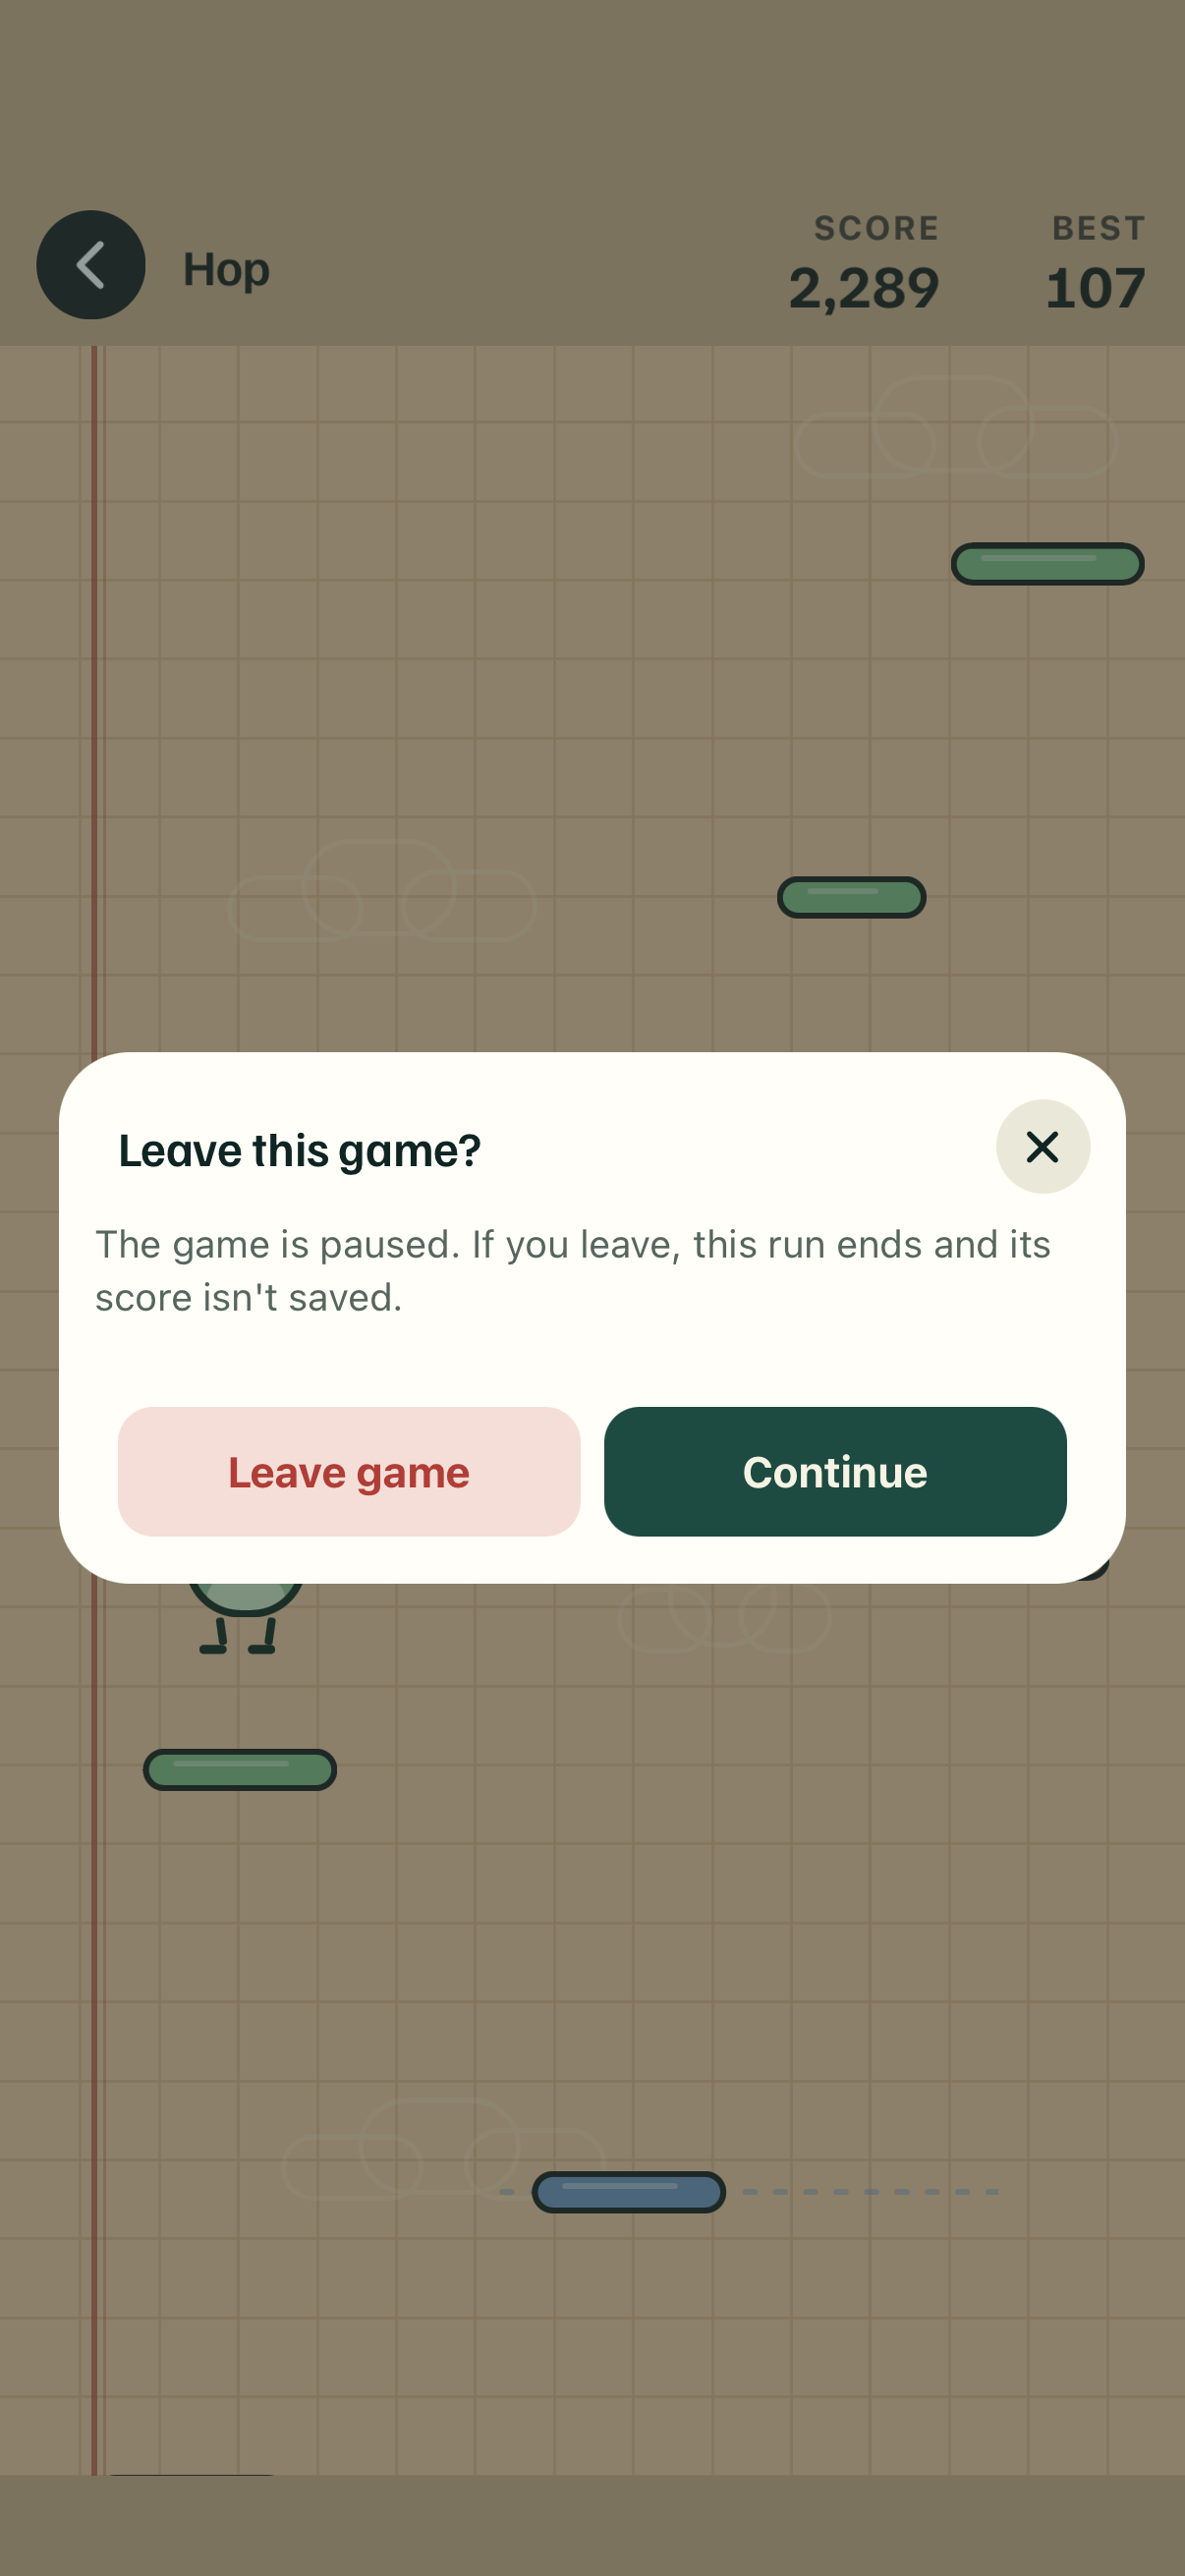 Hop
SCORE
BEST
2,289
107
Leave this game?
The game is paused. If you leave, this run ends and its
score isn't saved.
Leave game
Continue